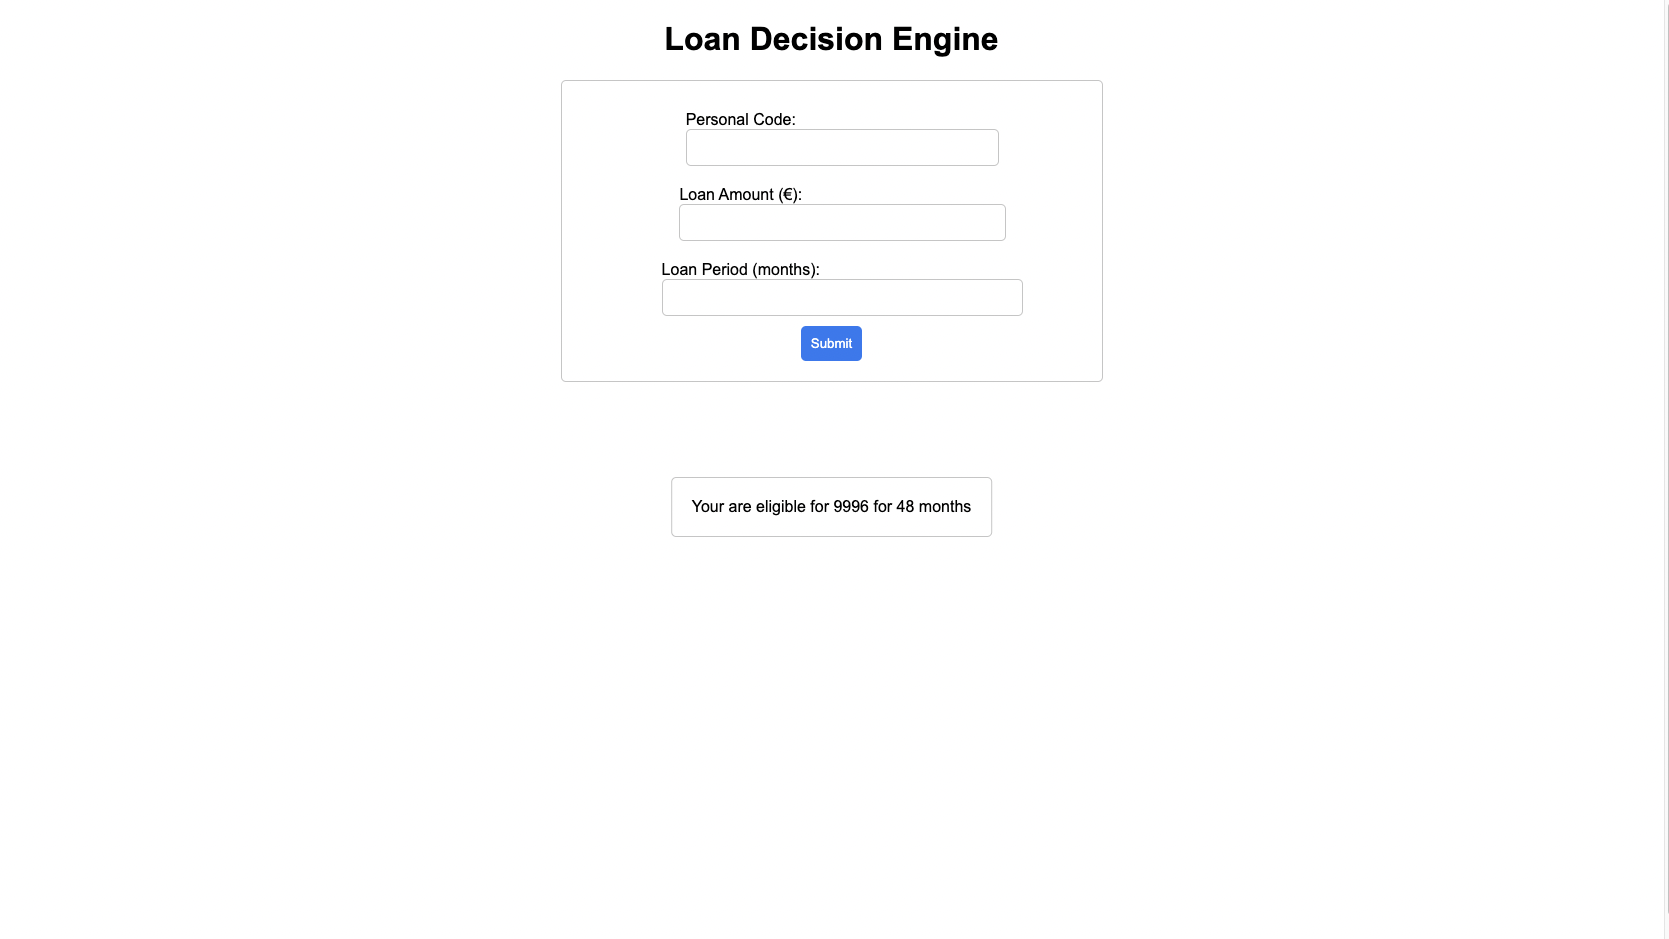 Loan Decision Engine
Personal Code:
Loan Amount (€):
Loan Period (months):
Submit
Your are eligible for 9996 for 48 months